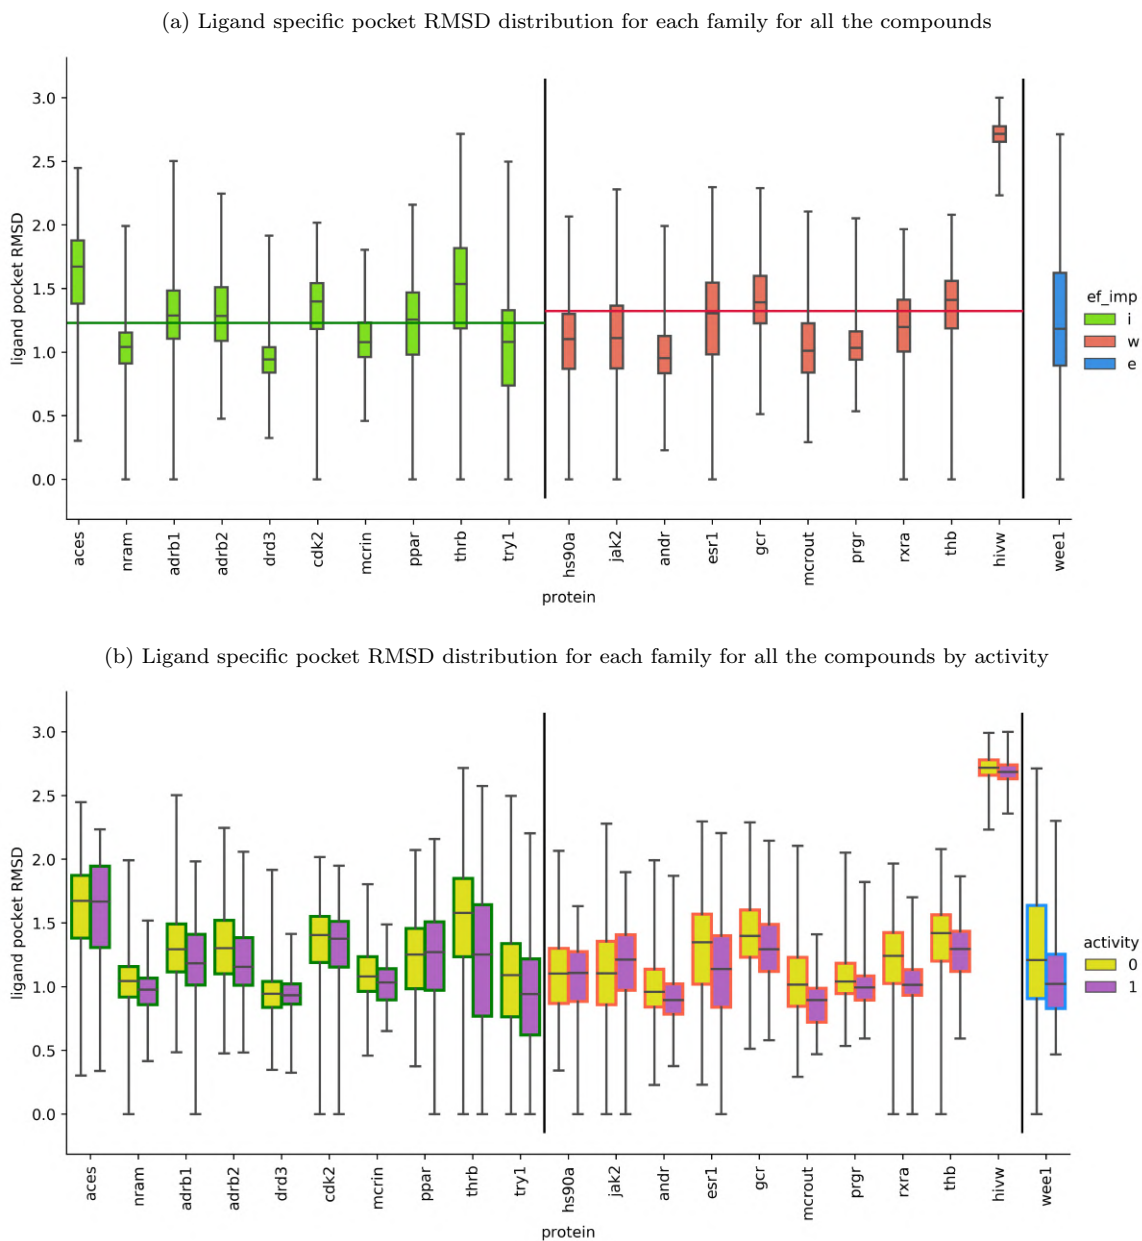 (a) Ligand specific pocket RMSD distribution for each family for all the compounds
3.0
2.5
2.0
1.5
1.0
0.5
0.0
ligand pocket RMSD
ef_imp
i
w
e
aces
nram
adrb1
adrb2
drd3
cdk2
mcrin
ppar
thrb
try1
hs90a
jak2
andr
esr1
gcr
mcrout
prgr
rxra
thb
hivw
wee1
protein
(b) Ligand specific pocket RMSD distribution for each family for all the compounds by activity
3.0
2.5
2.0
1.5
1.0
0.5
0.0
ligand pocket RMSD
activity
0
1
aces
nram
adrb1
adrb2
drd3
cdk2
mcrin
ppar
thrb
try1
hs90a
jak2
andr
esr1
gcr
mcrout
prgr
rxra
thb
hivw
wee1
protein